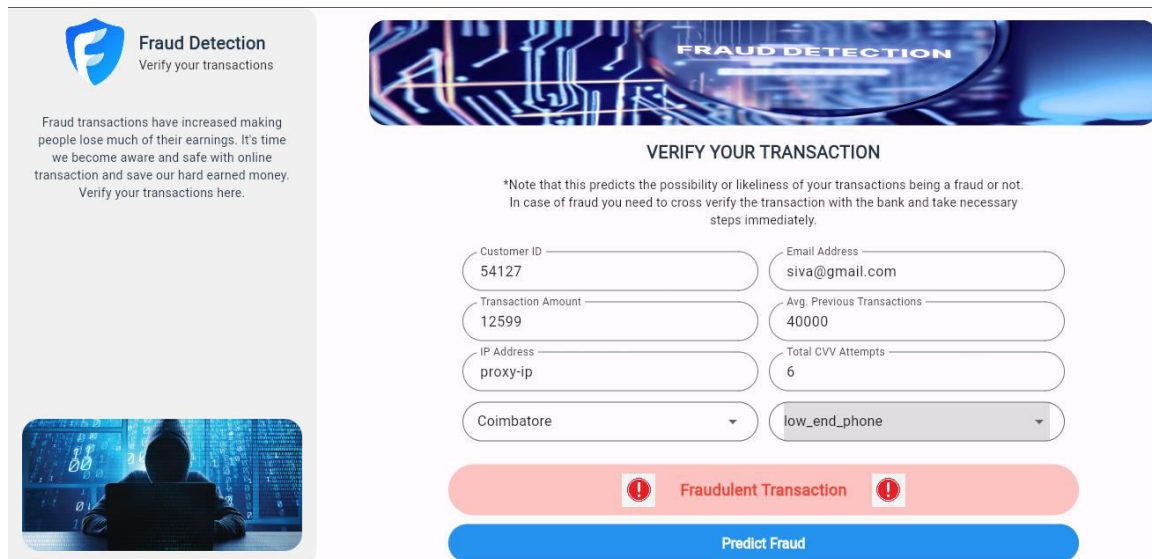 Fraud Detection
Verify your transactions
Fraud transactions have increased making
people lose much of their earnings. It's time
we become aware and safe with online
transaction and save our hard earned money.
Verify your transactions here.
FRAUD DETECTION
VERIFY YOUR TRANSACTION
*Note that this predicts the possibility or likeliness of your transactions being a fraud or not.
In case of fraud you need to cross verify the transaction with the bank and take necessary
steps immediately.
Customer ID
54127
Email Address
siva@gmail.com
Transaction Amount
12599
Avg. Previous Transactions
40000
IP Address
proxy-ip
Total CVV Attempts
6
Coimbatore
low_end_phone
Fraudulent Transaction
Predict Fraud